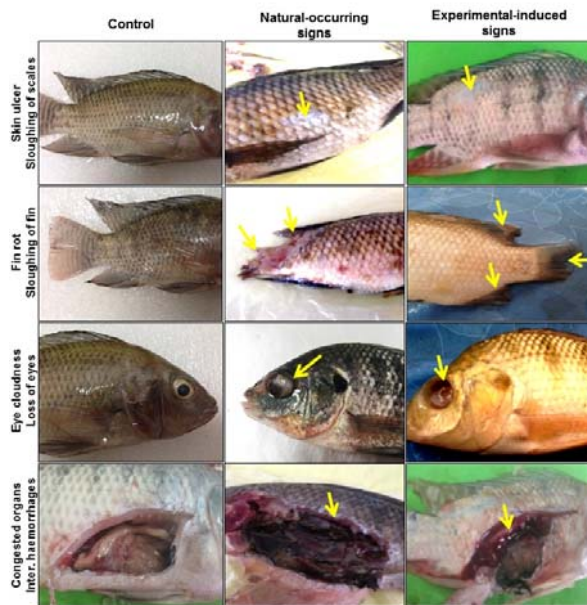 Control
Natural-occurring
signs
Experimental-induced
signs
Skin ulcer
Sloughing of scales
Fin rot
Sloughing of fin
Eye cloudness
Loss of eyes
Congested organs
Inter. haemorrhages